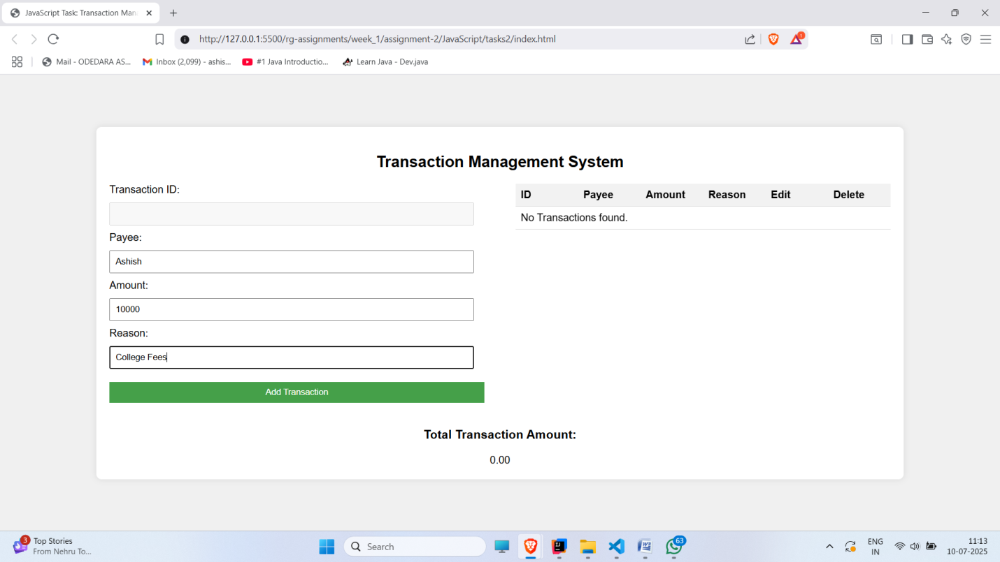 JavaScript Task: Transaction Man
http://127.0.0.1:5500/rg-assignments/week_1/assignment-2/JavaScript/tasks2/index.html
1
Mail - ODEDARA AS...
Inbox (2,099) - ashis...
#1 Java Introductio...
Learn Java - Dev.java
Transaction Management System
Transaction ID:
Payee:
Ashish
Amount:
10000
Reason:
College Fees
Add Transaction
ID Payee Amount Reason Edit Delete
No Transactions found.
Total Transaction Amount:
0.00
3
Top Stories
From Nehru To...
Search
63
ENG
IN
11:13
10-07-2025